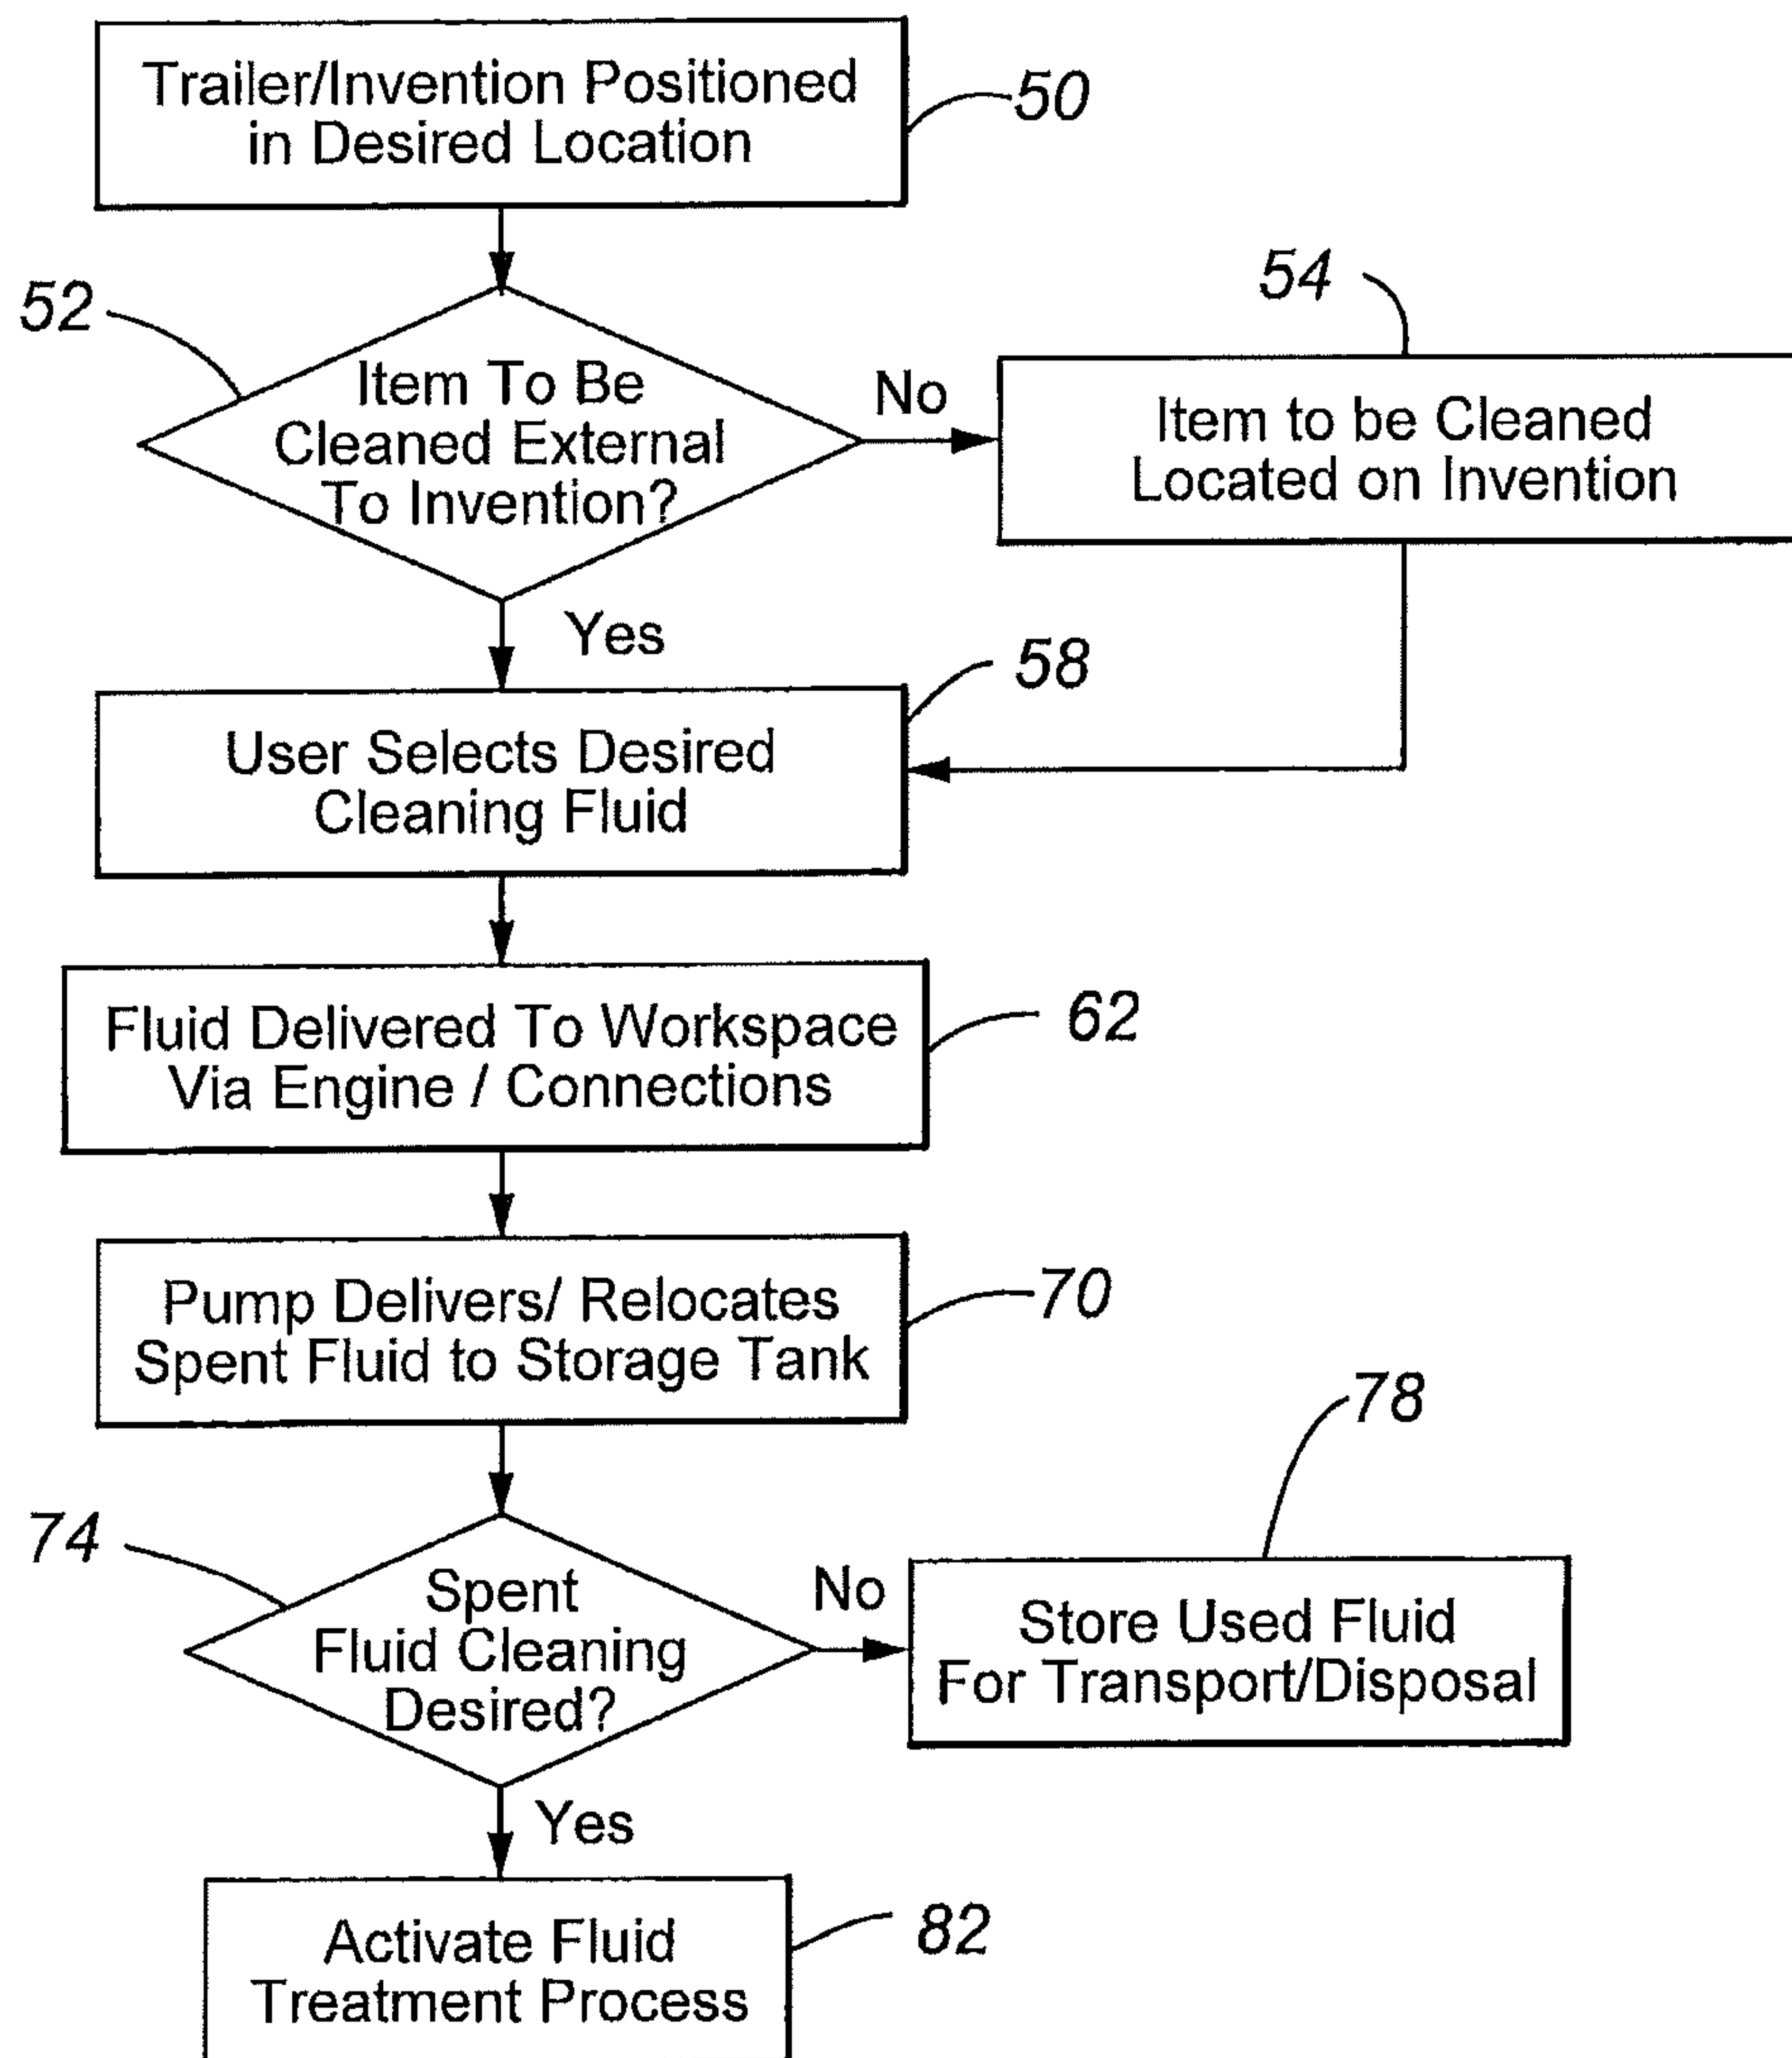 Trailer/Invention Positioned
in Desired Location
50
52
Item To Be
Cleaned External
To Invention?
No
54
Item to be Cleaned
Located on Invention
Yes
58
User Selects Desired
Cleaning Fluid
Fluid Delivered To Workspace
Via Engine / Connections
62
Pump Delivers/ Relocates
Spent Fluid to Storage Tank
70
74
Spent
Fluid Cleaning
Desired?
No
78
Store Used Fluid
For Transport/Disposal
Yes
Activate Fluid
Treatment Process
82